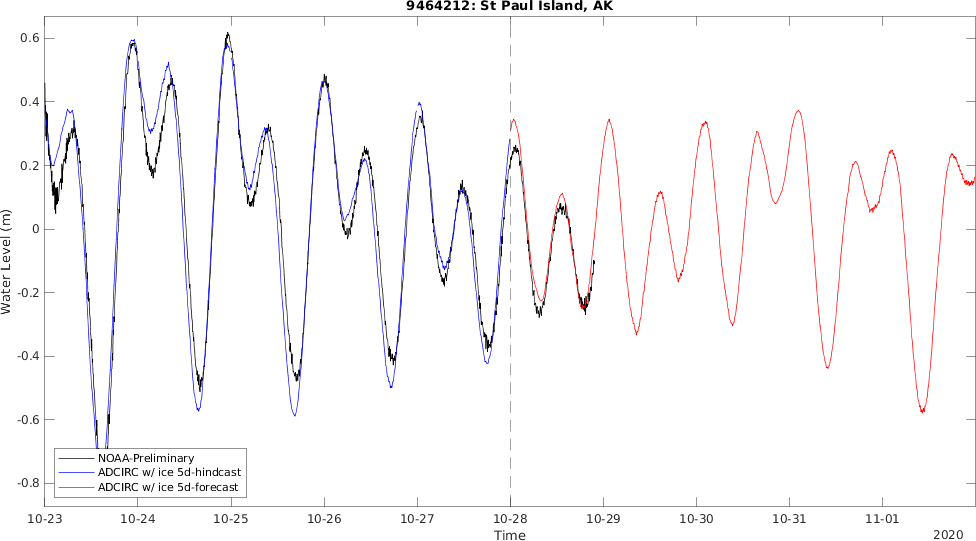 9464212: St Paul Island, AK
0.6
0.4
0.2
0
-0.2
-0.4
-0.6
-0.8
Water Level (m)
NOAA-Preliminary
ADCIRC w/ ice 5d-hindcast
ADCIRC w/ ice 5d-forecast
10-23 10-24 10-25 10-26 10-27 10-28 10-29 10-30 10-31 11-01
Time
2020